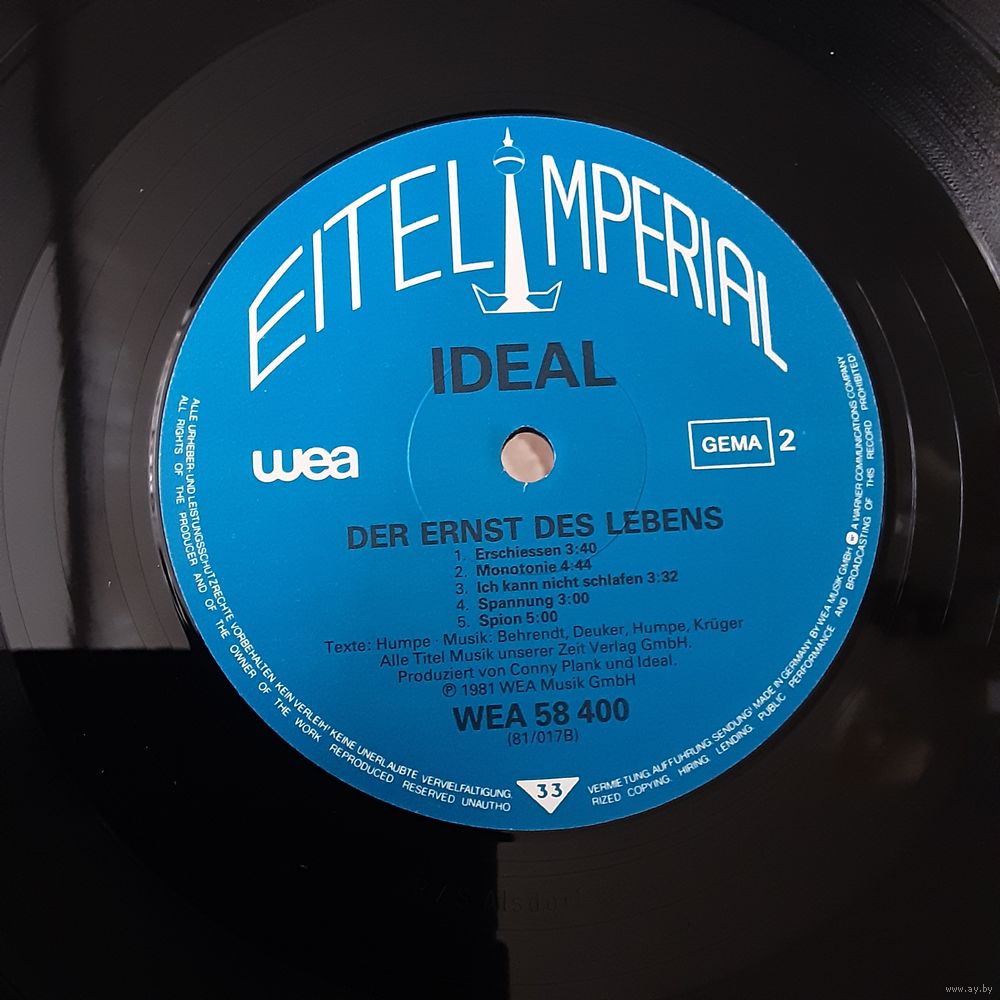 EITEL IMPERIAL
IDEAL
wea
GEMA 2
DER ERNST DES LEBENS
1. Erschiessen 3:40
2. Monotonie 4:44
3. Ich kann nicht schlafen 3:32
4. Spannung 3:00
5. Spion 5:00
Texte: Humpe · Musik: Behrendt, Deuker, Humpe, Krüger
Alle Titel Musik unserer Zeit Verlag GmbH.
Produziert von Conny Plank und Ideal.
℗ 1981 WEA Musik GmbH
WEA 58 400
(81/017B)
33
ALLE URHEBER- UND LEISTUNGSSCHUTZRECHTE VORBEHALTEN KEIN VERLEIH' KEINE UNERLAUBTE VERVIELFALTIGUNG.
VERMIETUNG. AUFFUHRUNG. SENDUNG' MADE IN GERMANY BY WEA MUSIK GMBH A WARNER COMMUNICATIONS COMPANY
ALL RIGHTS OF THE PRODUCER AND OF THE OWNER OF THE WORK REPRODUCED RESERVED UNAUTHO
RIZED COPYING. HIRING. LENDING PUBLIC PERFORMANCE AND BROADCASTING OF THIS RECORD PROHIBITED'
www.ay.by